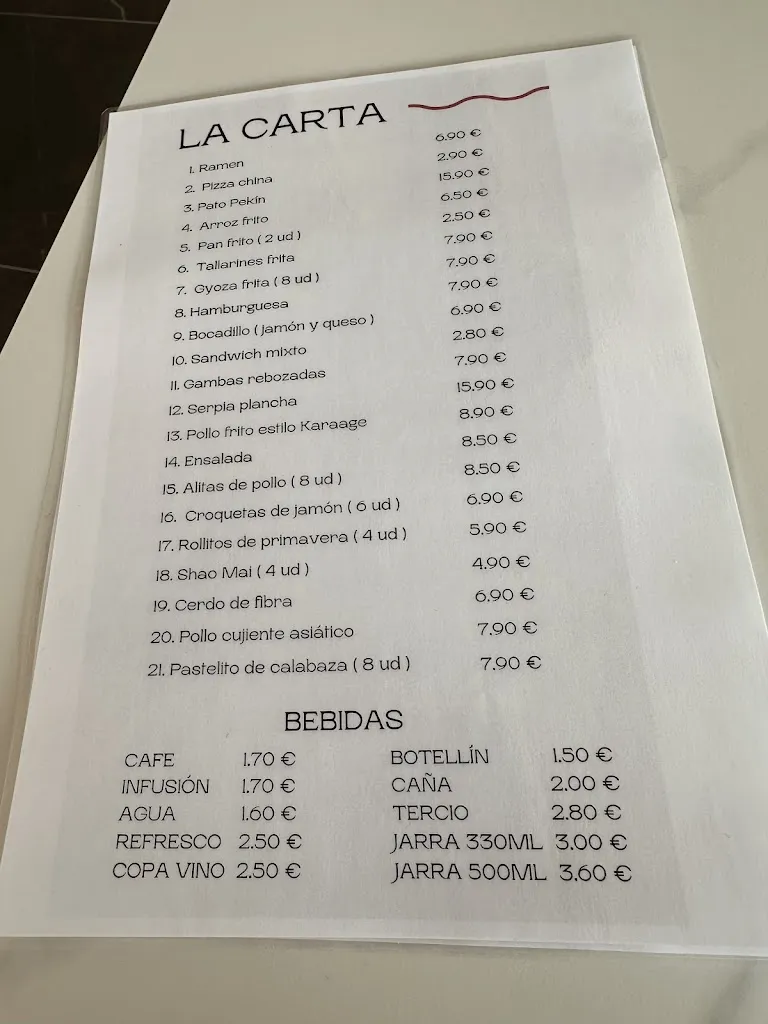 LA CARTA
1. Ramen 6.90 €
2. Pizza china 2.90 €
3. Pato Pekín 15.90 €
4. Arroz frito 6.50 €
5. Pan frito ( 2 ud ) 2.50 €
6. Tallarines frita 7.90 €
7. Gyoza frita ( 8 ud ) 7.90 €
8. Hamburguesa 7.90 €
9. Bocadillo ( jamón y queso ) 6.90 €
10. Sandwich mixto 2.80 €
11. Gambas rebozadas 7.90 €
12. Serpia plancha 15.90 €
13. Pollo frito estilo Karaage 8.90 €
14. Ensalada 8.50 €
15. Alitas de pollo ( 8 ud ) 8.50 €
16. Croquetas de jamón ( 6 ud ) 6.90 €
17. Rollitos de primavera ( 4 ud ) 5.90 €
18. Shao Mai ( 4 ud ) 4.90 €
19. Cerdo de fibra 6.90 €
20. Pollo cujiente asiático 7.90 €
21. Pastelito de calabaza ( 8 ud ) 7.90 €
BEBIDAS
CAFE 1.70 € BOTELLÍN 1.50 €
INFUSIÓN 1.70 € CAÑA 2.00 €
AGUA 1.60 € TERCIO 2.80 €
REFRESCO 2.50 € JARRA 330ML 3.00 €
COPA VINO 2.50 € JARRA 500ML 3.60 €